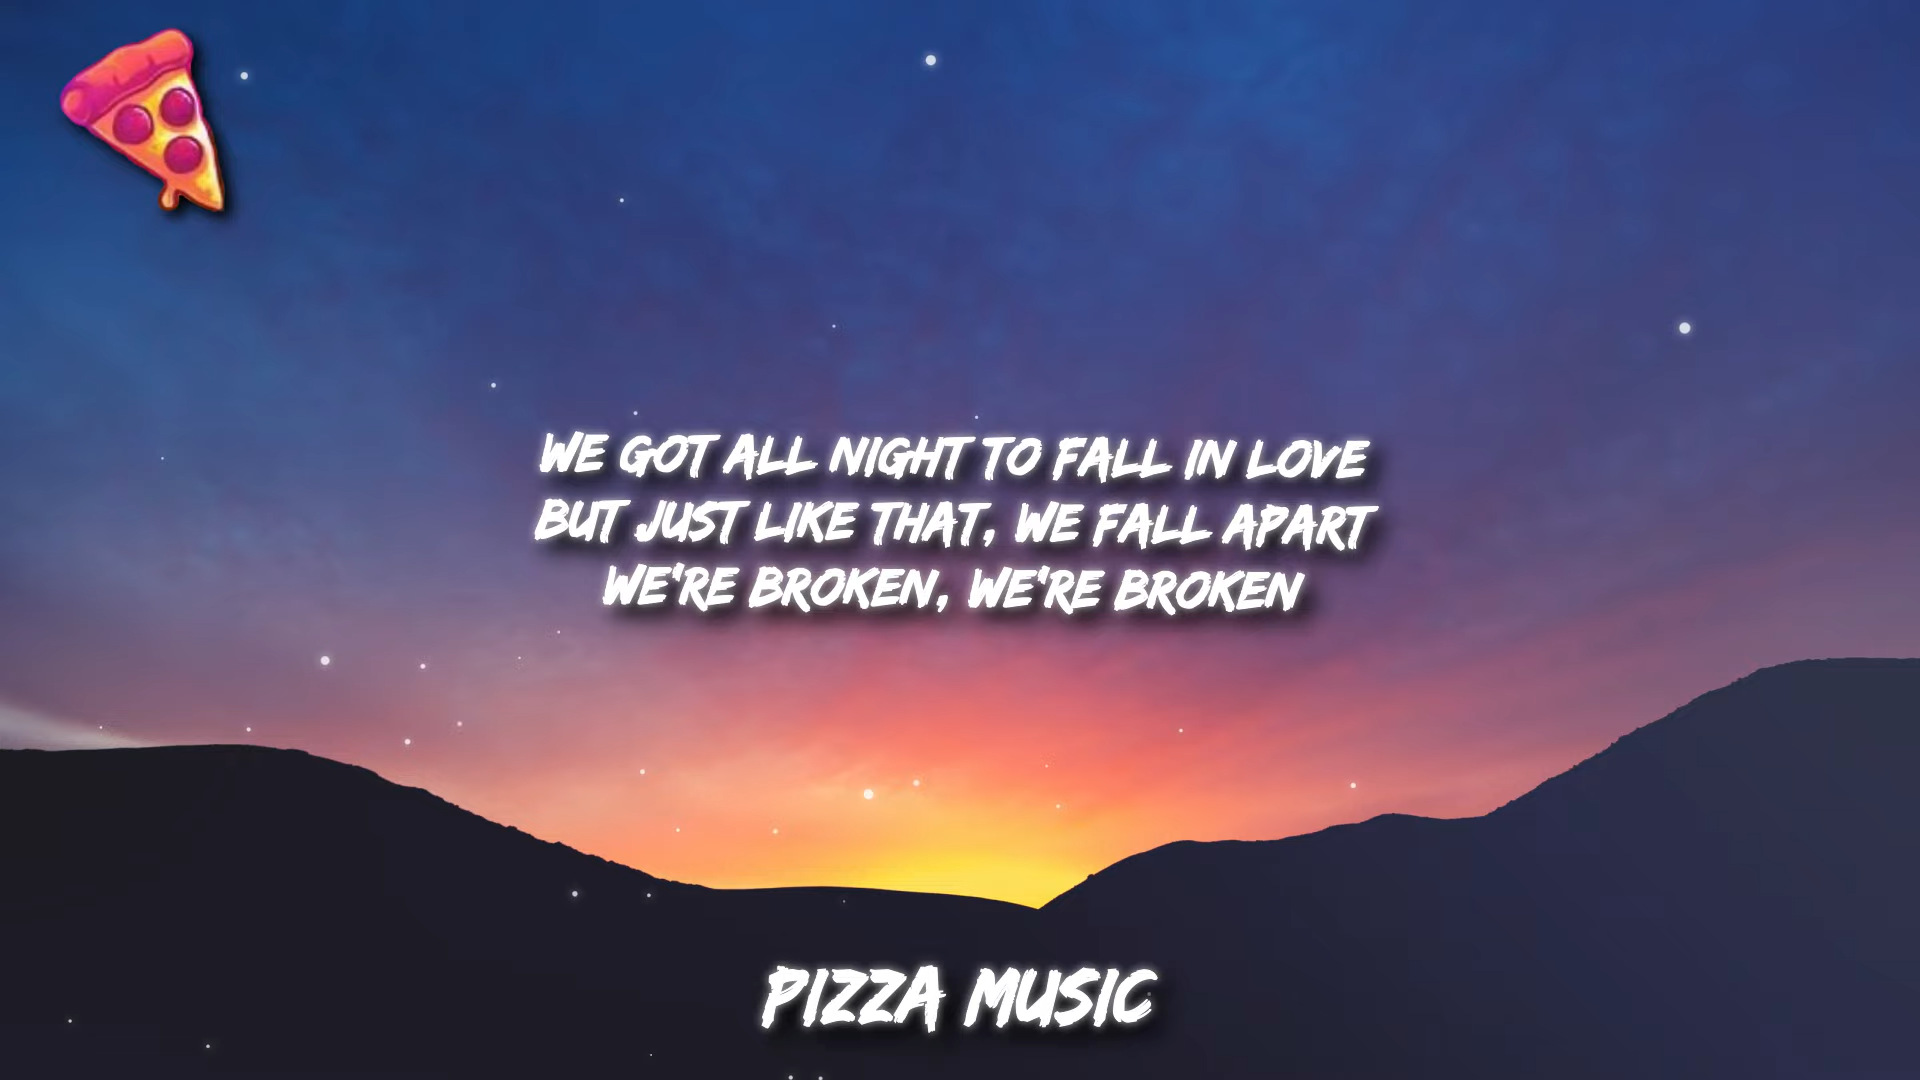 WE GOT ALL NIGHT TO FALL IN LOVE
BUT JUST LIKE THAT, WE FALL APART
WE'RE BROKEN, WE'RE BROKEN
PIZZA MUSIC